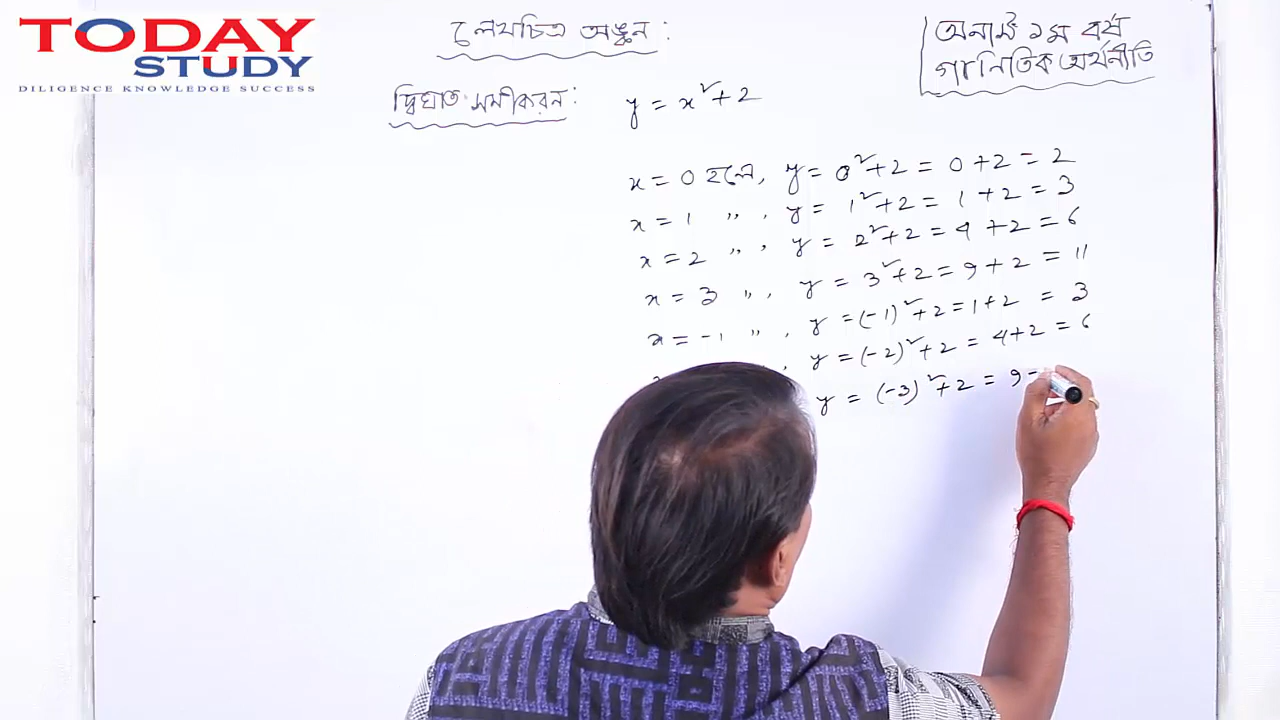 TODAY
STUDY
DILIGENCE KNOWLEDGE SUCCESS
লেখচিত্র অঙ্কন :
অনার্স ১ম বর্ষ
গাণিতিক অর্থনীতি
দ্বিঘাত সমীকরন : y = x² + 2
x = 0 হলে, y = 0² + 2 = 0 + 2 = 2
x = 1 ,, , y = 1² + 2 = 1 + 2 = 3
x = 2 ,, , y = 2² + 2 = 4 + 2 = 6
x = 3 ,, , y = 3² + 2 = 9 + 2 = 11
x = -1 ,, , y = (-1)² + 2 = 1 + 2 = 3
y = (-2)² + 2 = 4 + 2 = 6
y = (-3)² + 2 = 9